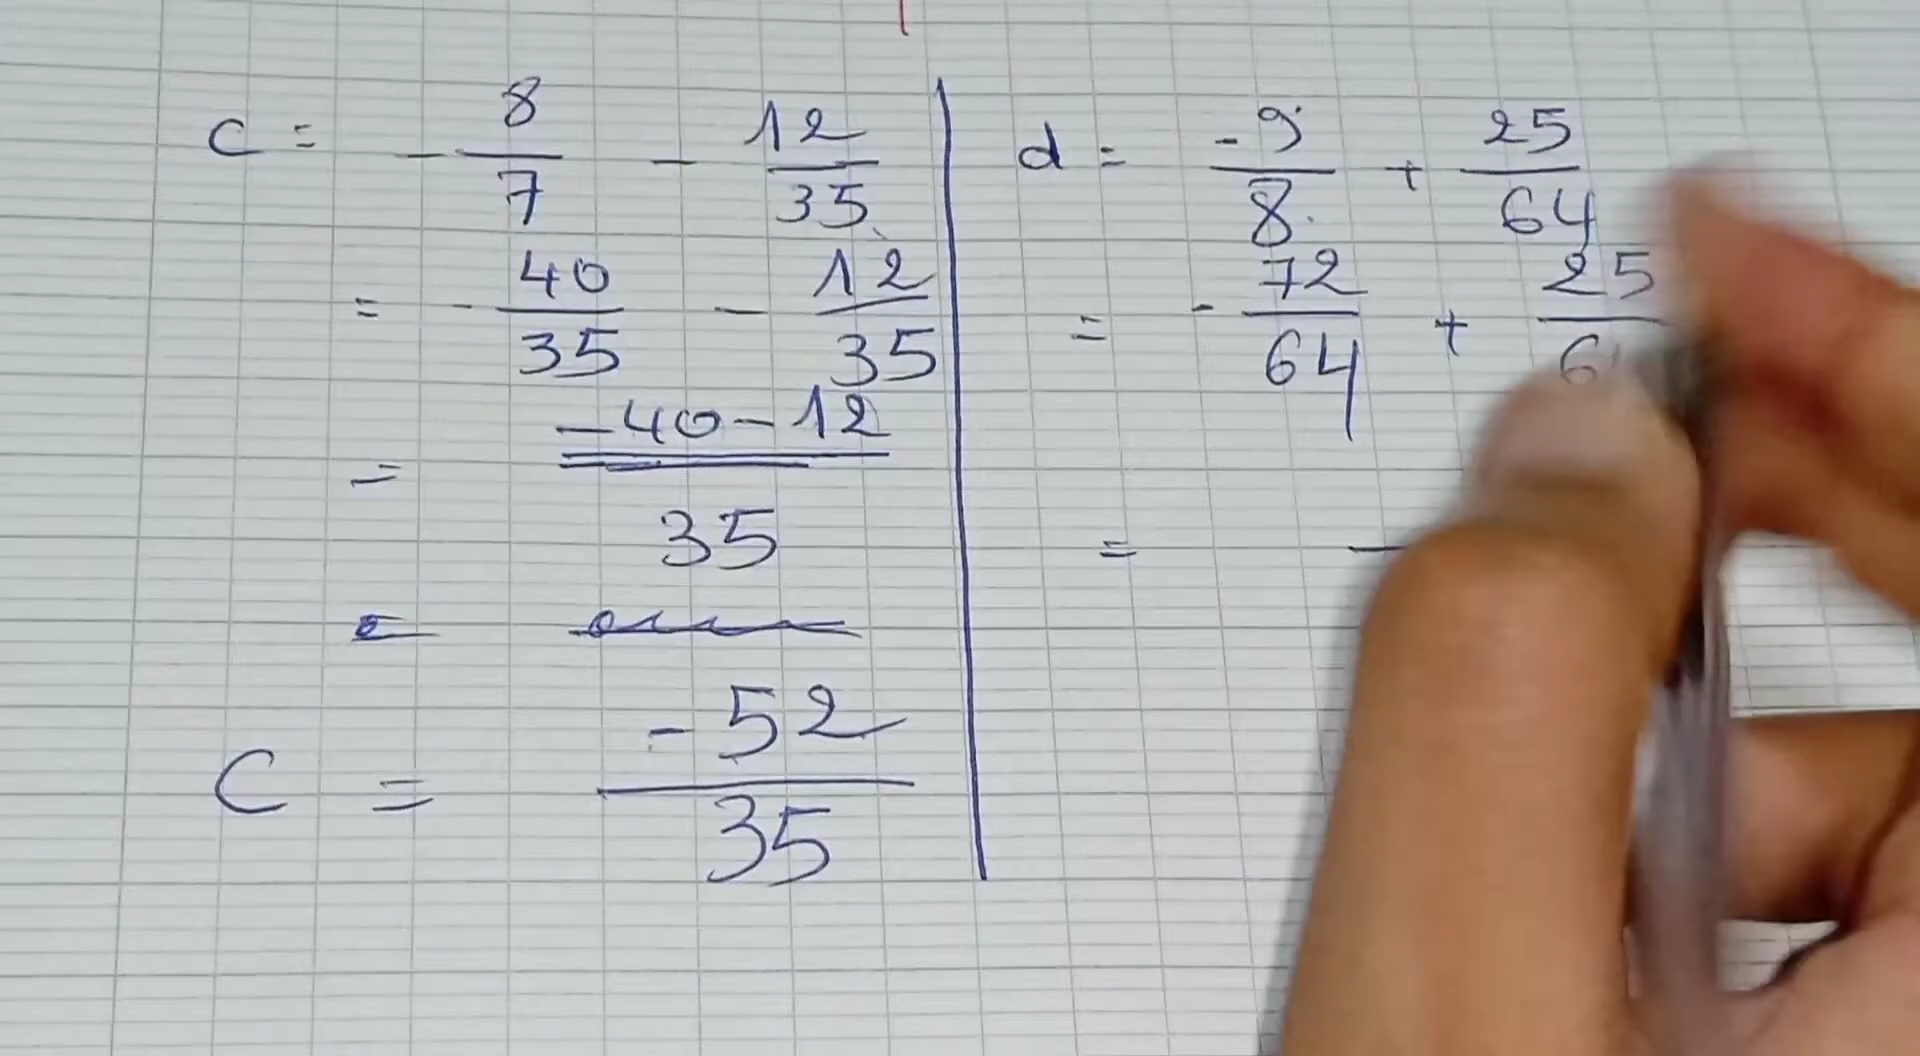 C = - 8/7 - 12/35
= - 40/35 - 12/35
= -40-12/35
C = -52/35
d = -9/8 + 25/64
= - 72/64 + 25/6
=